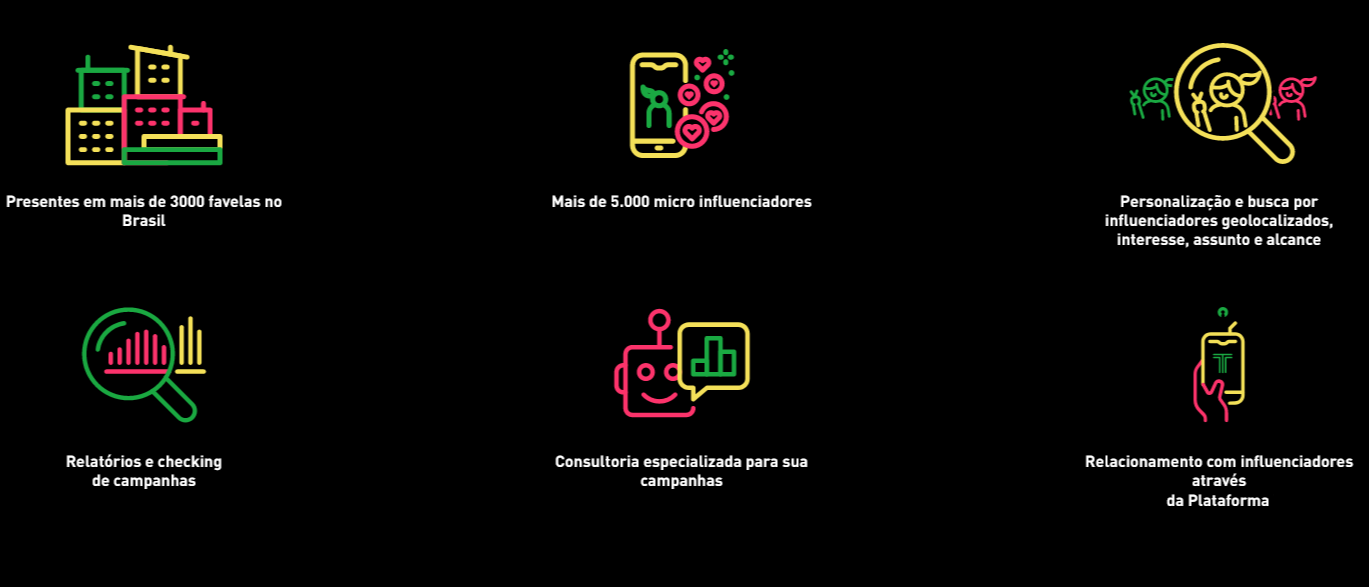 Presentes em mais de 3000 favelas no
Brasil
Mais de 5.000 micro influenciadores
Personalização e busca por
influenciadores geolocalizados,
interesse, assunto e alcance
Relatórios e checking
de campanhas
Consultoria especializada para sua
campanhas
Relacionamento com influenciadores
através
da Plataforma